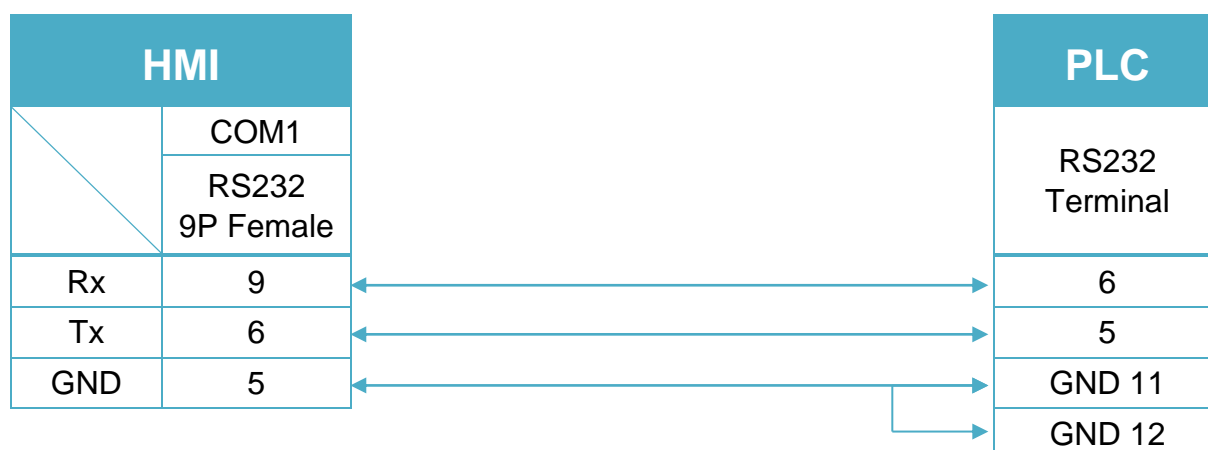 HMI
PLC
COM1
RS232
9P Female
RS232
Terminal
Rx 9 6
Tx 6 5
GND 5 GND 11
GND 12